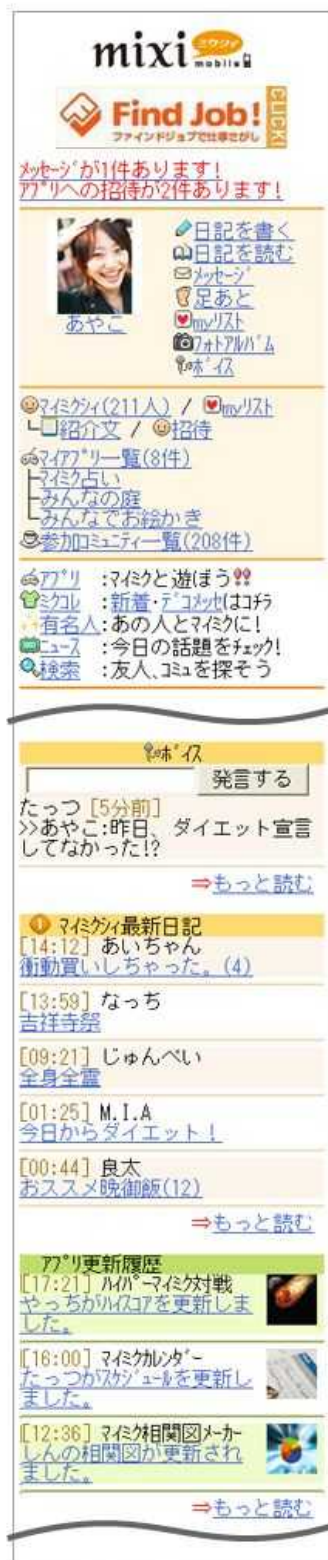 mixi ミクシィ mobile
Find Job! CLICK!
ファインドジョブで仕事さがし
ﾒｯｾｰｼﾞが1件あります!
ｱﾌﾟﾘへの招待が2件あります!
あやこ
日記を書く
日記を読む
ﾒｯｾｰｼﾞ
足あと
myﾘｽﾄ
ﾌｫﾄｱﾙﾊﾞﾑ
ﾎﾞｲｽ
ﾏｲﾐｸｼｨ(211人) / myﾘｽﾄ
└紹介文 / 招待
ﾏｲｱﾌﾟﾘ一覧(8件)
├ﾏｲﾐｸ占い
├みんなの庭
└みんなでお絵かき
参加ｺﾐｭﾆﾃｨ一覧(208件)
ｱﾌﾟﾘ :ﾏｲﾐｸと遊ぼう!!
ﾐｸｺﾚ :新着・ﾃﾞｺﾒｯｾはｺﾁﾗ
有名人:あの人とﾏｲﾐｸに!
ﾆｭｰｽ :今日の話題をﾁｪｯｸ!
検索 :友人､ｺﾐｭを探そう
ﾎﾞｲｽ
発言する
たっつ [5分前]
>>あやこ:昨日、ダイエット宣言
してなかった!?
⇒もっと読む
ﾏｲﾐｸｼｨ最新日記
[14:12] あいちゃん
衝動買いしちゃった。(4)
[13:59] なっち
吉祥寺祭
[09:21] じゅんぺい
全身全霊
[01:25] M.I.A
今日からダイエット！
[00:44] 良太
おススメ晩御飯(12)
⇒もっと読む
ｱﾌﾟﾘ更新履歴
[17:21] ﾊｲﾊﾟｰﾏｲﾐｸ対戦
やっちがﾊｲｽｺｱを更新しま
した。
[16:00] ﾏｲﾐｸｶﾚﾝﾀﾞｰ
たっつがｽｹｼﾞｭｰﾙを更新し
ました。
[12:36] ﾏｲﾐｸ相関図ﾒｰｶｰ
しんの相関図が更新され
ました。
⇒もっと読む